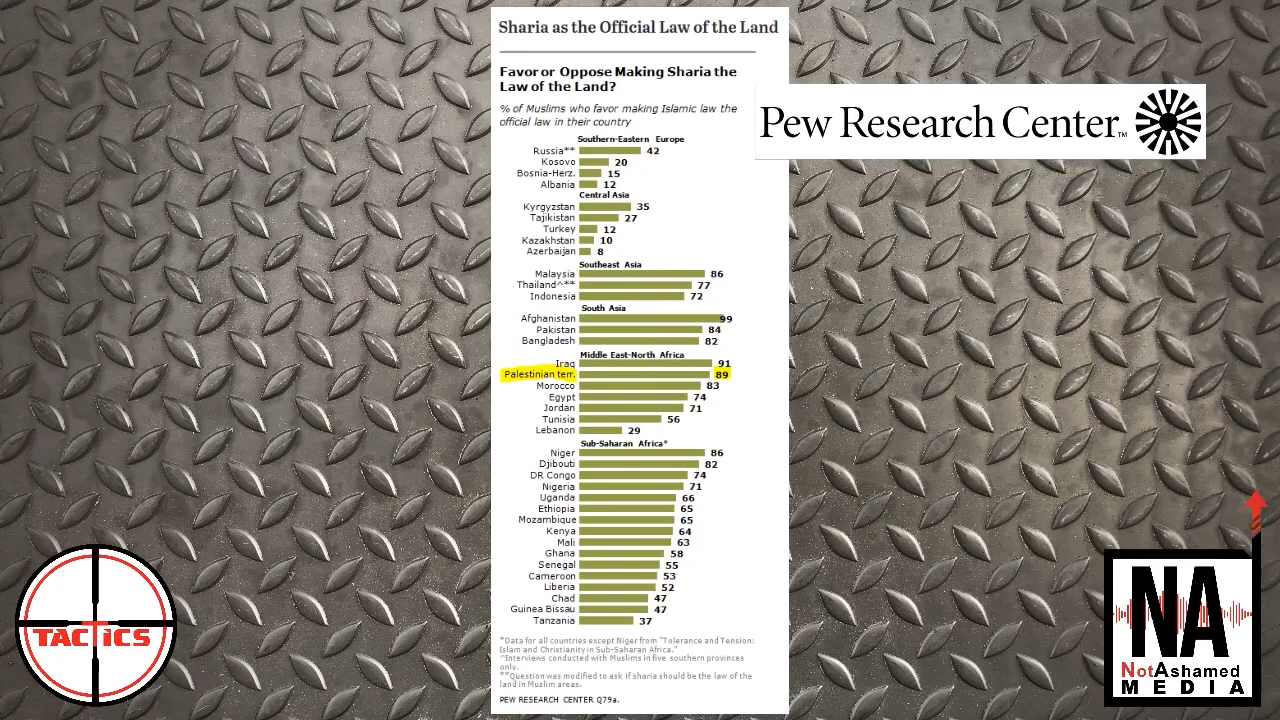 Sharia as the Official Law of the Land
Favor or Oppose Making Sharia the
Law of the Land?
% of Muslims who favor making Islamic law the
official law in their country
Southern-Eastern Europe
Russia** 42
Kosovo 20
Bosnia-Herz. 15
Albania 12
Central Asia
Kyrgyzstan 35
Tajikistan 27
Turkey 12
Kazakhstan 10
Azerbaijan 8
Southeast Asia
Malaysia 86
Thailand^** 77
Indonesia 72
South Asia
Afghanistan 99
Pakistan 84
Bangladesh 82
Middle East-North Africa
Iraq 91
Palestinian terr. 89
Morocco 83
Egypt 74
Jordan 71
Tunisia 56
Lebanon 29
Sub-Saharan Africa*
Niger 86
Djibouti 82
DR Congo 74
Nigeria 71
Uganda 66
Ethiopia 65
Mozambique 65
Kenya 64
Mali 63
Ghana 58
Senegal 55
Cameroon 53
Liberia 52
Chad 47
Guinea Bissau 47
Tanzania 37
*Data for all countries except Niger from "Tolerance and Tension:
Islam and Christianity in Sub-Saharan Africa."
^Interviews conducted with Muslims in five southern provinces
only.
**Question was modified to ask if sharia should be the law of the
land in Muslim areas.
PEW RESEARCH CENTER Q79a.
Pew Research Center™
TACTICS
NA
NotAshamed
MEDIA